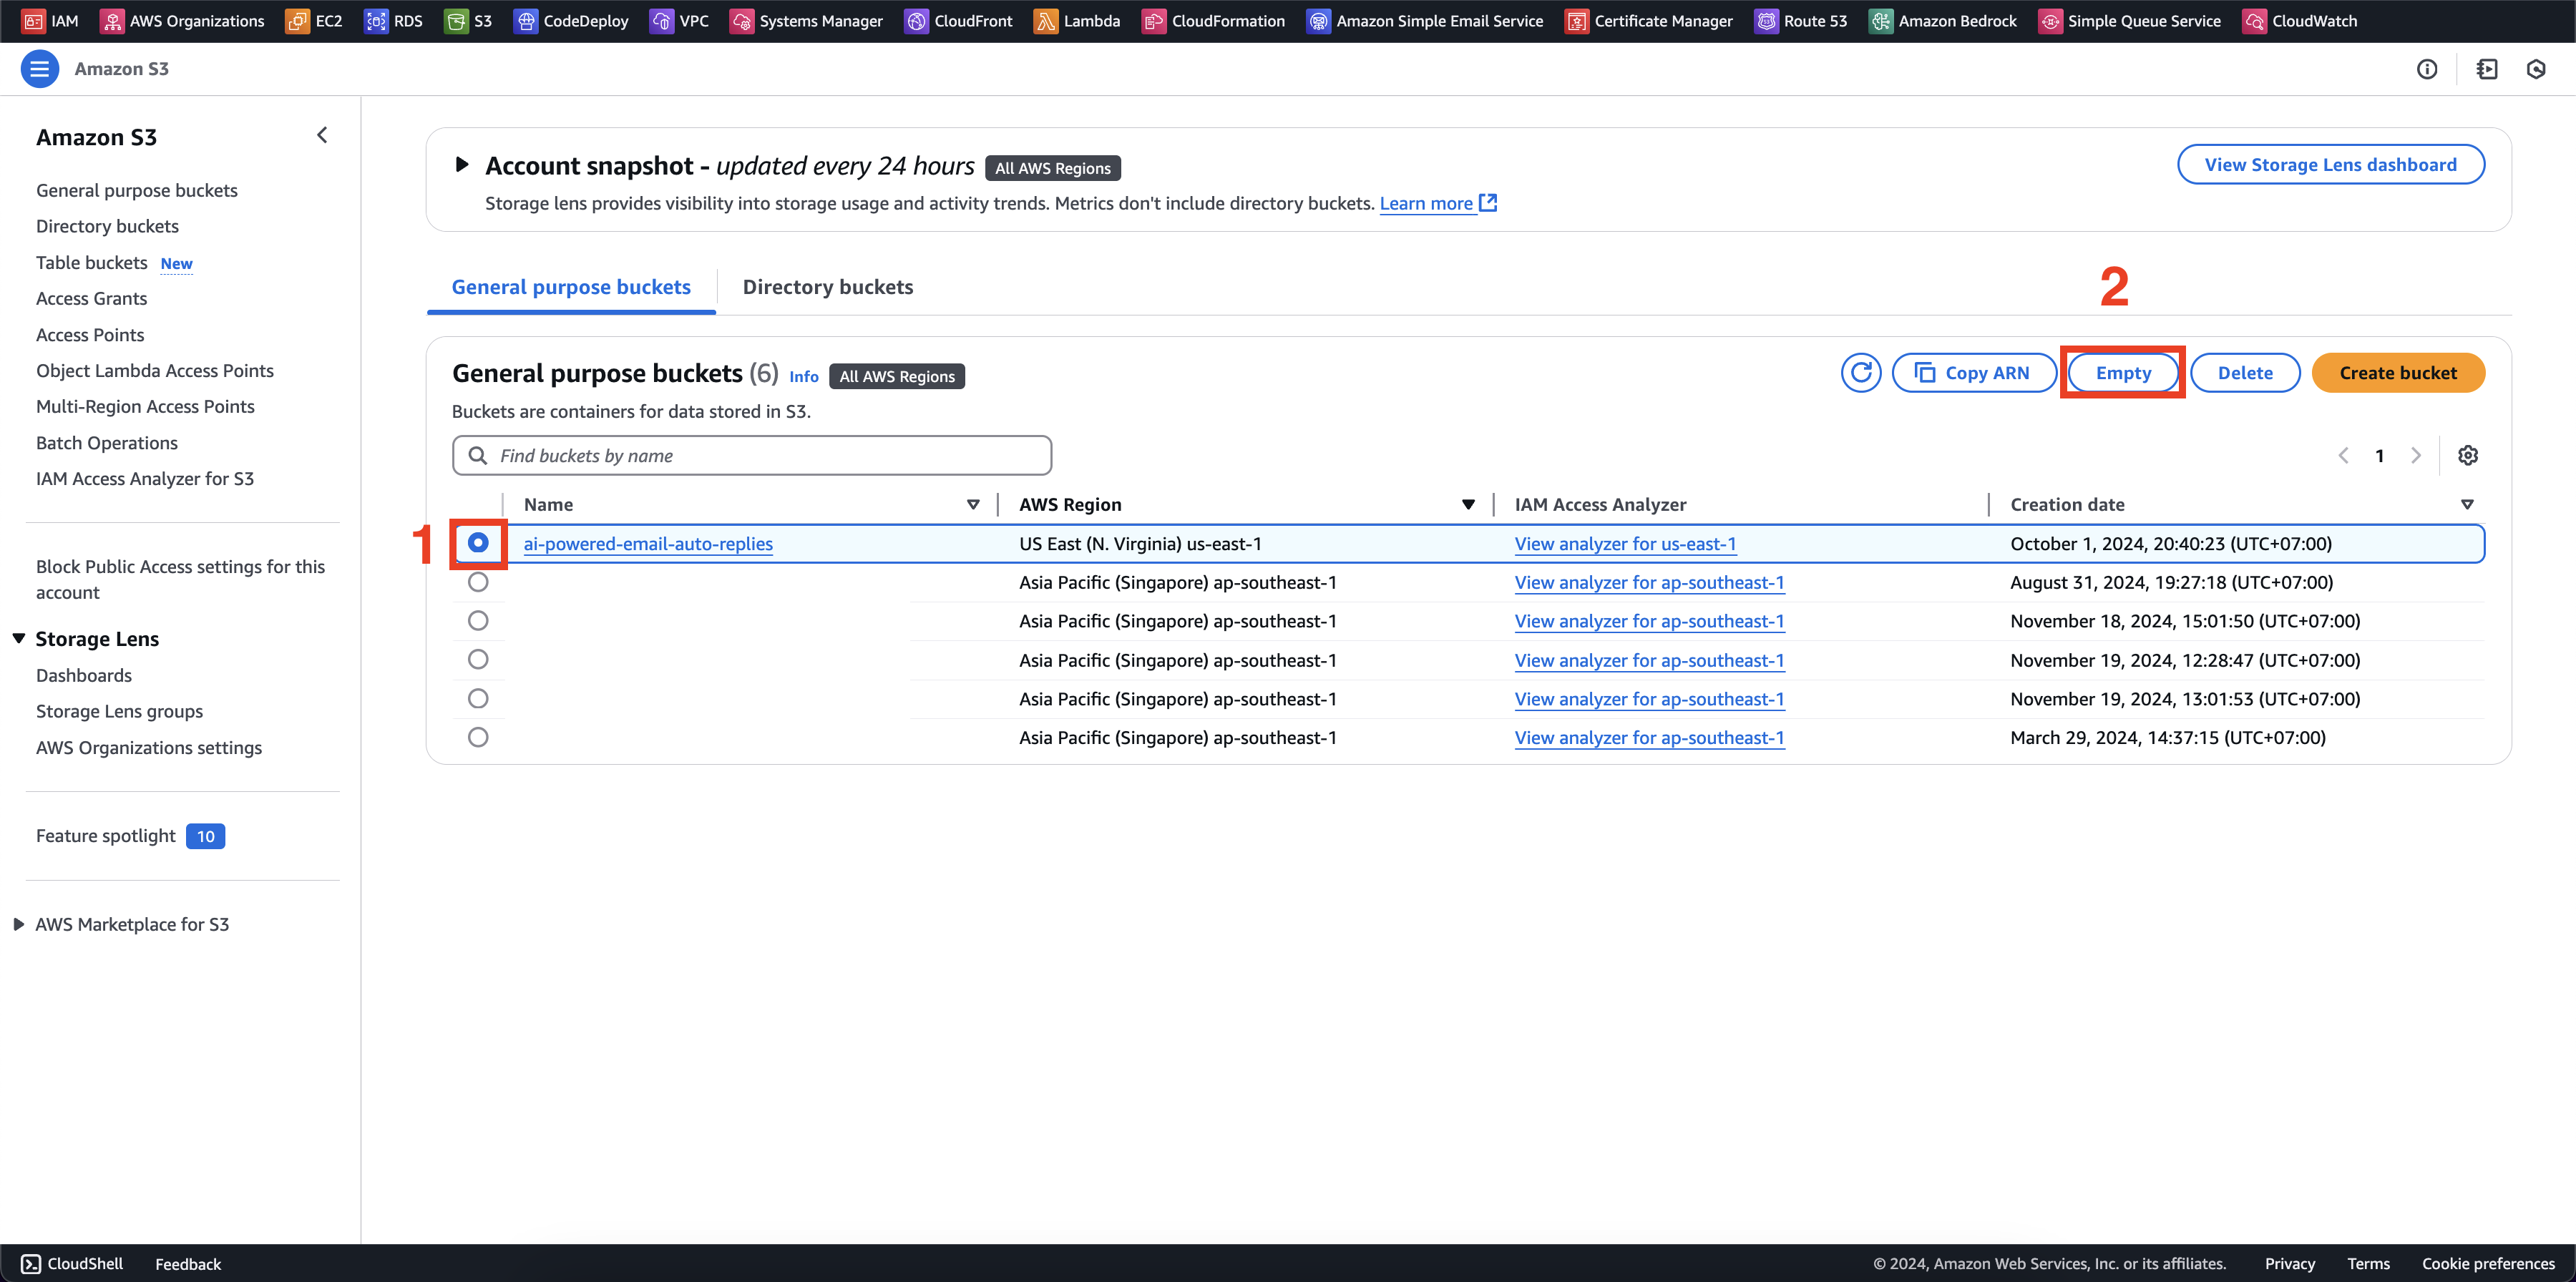 IAM AWS Organizations EC2 RDS S3 CodeDeploy VPC Systems Manager CloudFront Lambda CloudFormation Amazon Simple Email Service Certificate Manager Route 53 Amazon Bedrock Simple Queue Service CloudWatch
Amazon S3
Amazon S3
General purpose buckets
Directory buckets
Table buckets New
Access Grants
Access Points
Object Lambda Access Points
Multi-Region Access Points
Batch Operations
IAM Access Analyzer for S3
Block Public Access settings for this
account
Storage Lens
Dashboards
Storage Lens groups
AWS Organizations settings
Feature spotlight 10
AWS Marketplace for S3
Account snapshot - updated every 24 hours All AWS Regions
View Storage Lens dashboard
Storage lens provides visibility into storage usage and activity trends. Metrics don't include directory buckets. Learn more
General purpose buckets Directory buckets
2
General purpose buckets (6) Info All AWS Regions
Copy ARN Empty Delete Create bucket
Buckets are containers for data stored in S3.
Find buckets by name
1
Name AWS Region IAM Access Analyzer Creation date
1
ai-powered-email-auto-replies US East (N. Virginia) us-east-1 View analyzer for us-east-1 October 1, 2024, 20:40:23 (UTC+07:00)
Asia Pacific (Singapore) ap-southeast-1 View analyzer for ap-southeast-1 August 31, 2024, 19:27:18 (UTC+07:00)
Asia Pacific (Singapore) ap-southeast-1 View analyzer for ap-southeast-1 November 18, 2024, 15:01:50 (UTC+07:00)
Asia Pacific (Singapore) ap-southeast-1 View analyzer for ap-southeast-1 November 19, 2024, 12:28:47 (UTC+07:00)
Asia Pacific (Singapore) ap-southeast-1 View analyzer for ap-southeast-1 November 19, 2024, 13:01:53 (UTC+07:00)
Asia Pacific (Singapore) ap-southeast-1 View analyzer for ap-southeast-1 March 29, 2024, 14:37:15 (UTC+07:00)
CloudShell Feedback
© 2024, Amazon Web Services, Inc. or its affiliates. Privacy Terms Cookie preferences